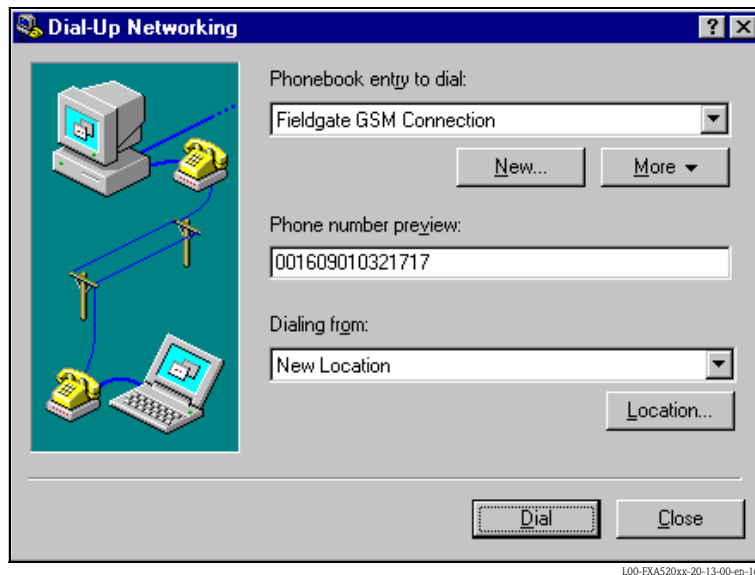 Dial-Up Networking
Phonebook entry to dial:
Fieldgate GSM Connection
New... More
Phone number preview:
001609010321717
Dialing from:
New Location
Location...
Dial Close